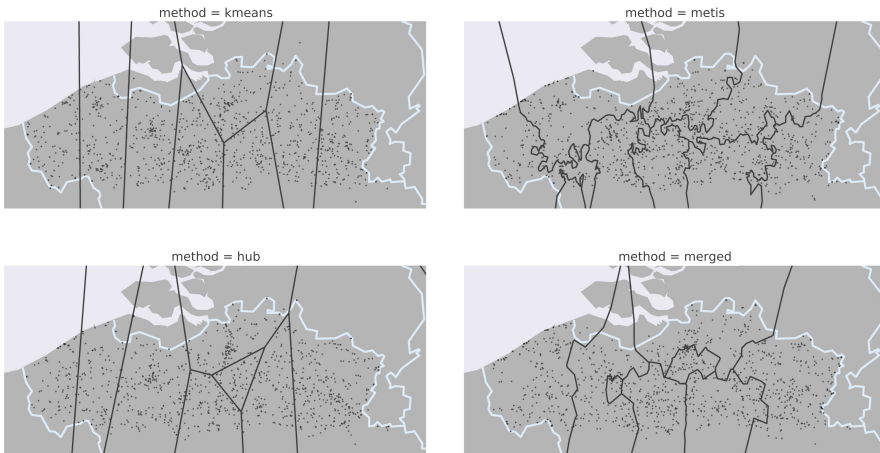 method = kmeans
method = metis
method = hub
method = merged